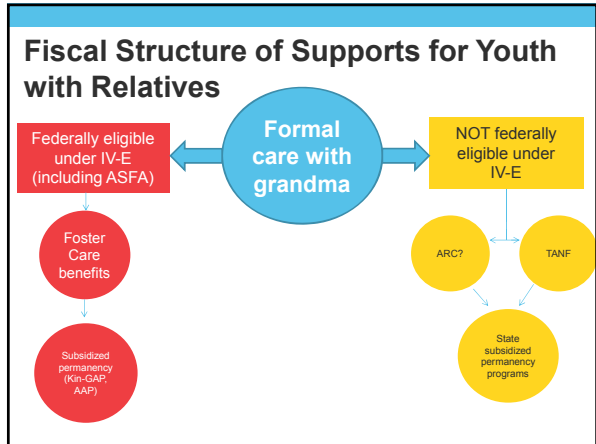 Fiscal Structure of Supports for Youth
with Relatives
Federally eligible
under IV-E
(including ASFA)
Formal
care with
grandma
NOT federally
eligible under
IV-E
Foster
Care
benefits
ARC?
TANF
Subsidized
permanency
(Kin-GAP,
AAP)
State
subsidized
permanency
programs